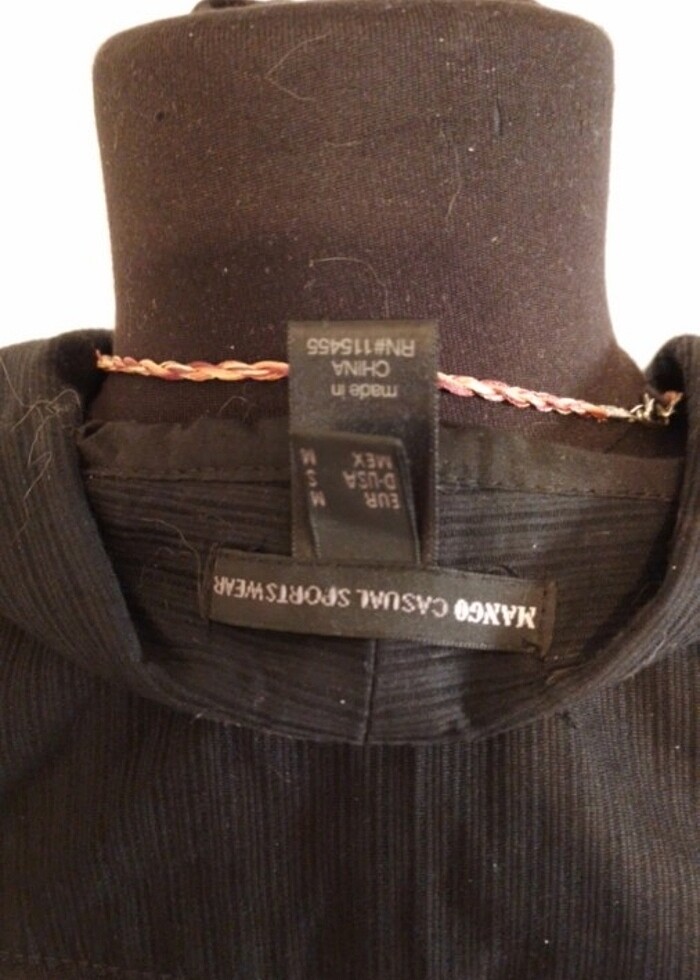 MANGO CASUAL SPORTSWEAR
EUR M
D-USA S
MEX M
made in
CHINA
RN#115455